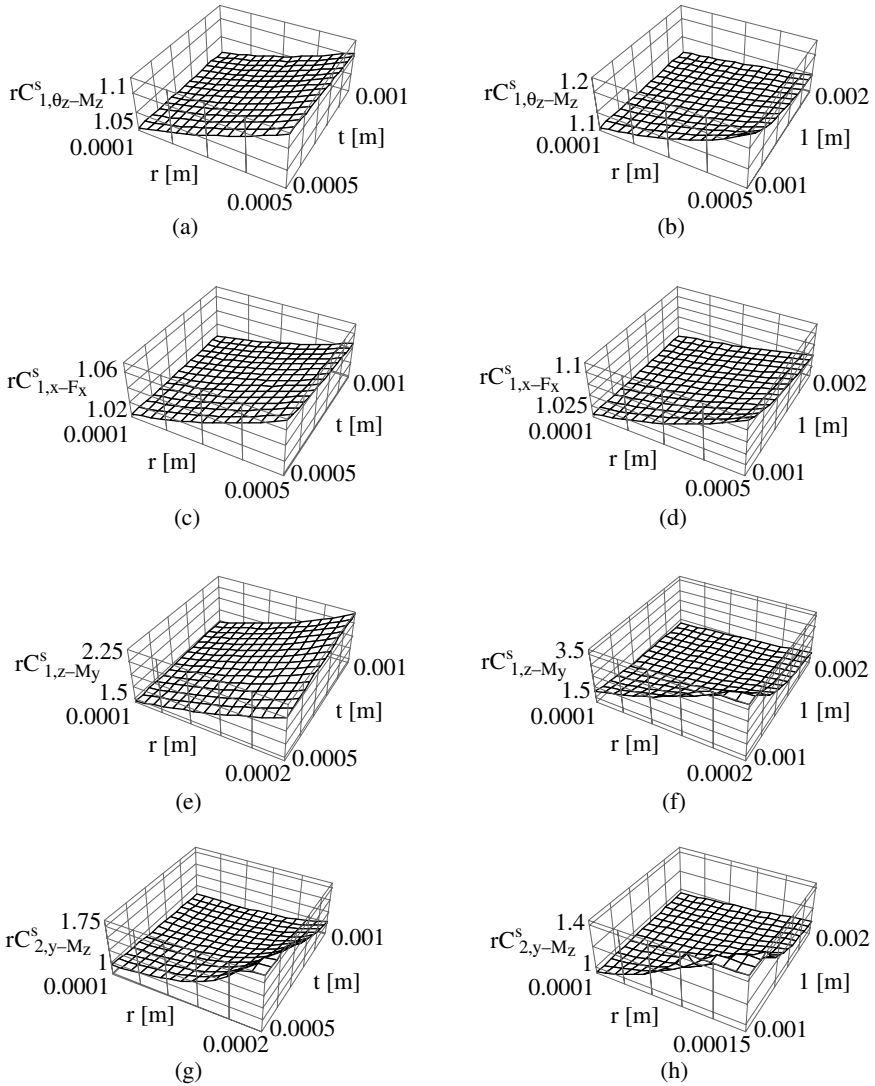 1.1
rC^s_{1,θz–Mz}
1.05
0.0001
r [m]
0.0005
0.0005
t [m]
0.001
(a)
1.2
rC^s_{1,θz–Mz}
1.1
0.0001
r [m]
0.0005
0.001
l [m]
0.002
(b)
1.06
rC^s_{1,x–Fx}
1.02
0.0001
r [m]
0.0005
0.0005
t [m]
0.001
(c)
1.1
rC^s_{1,x–Fx}
1.025
0.0001
r [m]
0.0005
0.001
l [m]
0.002
(d)
2.25
rC^s_{1,z–My}
1.5
0.0001
r [m]
0.0002
0.0005
t [m]
0.001
(e)
3.5
rC^s_{1,z–My}
1.5
0.0001
r [m]
0.0002
0.001
l [m]
0.002
(f)
1.75
rC^s_{2,y–Mz}
1
0.0001
r [m]
0.0002
0.0005
t [m]
0.001
(g)
1.4
rC^s_{2,y–Mz}
1
0.0001
r [m]
0.00015
0.001
l [m]
0.002
(h)